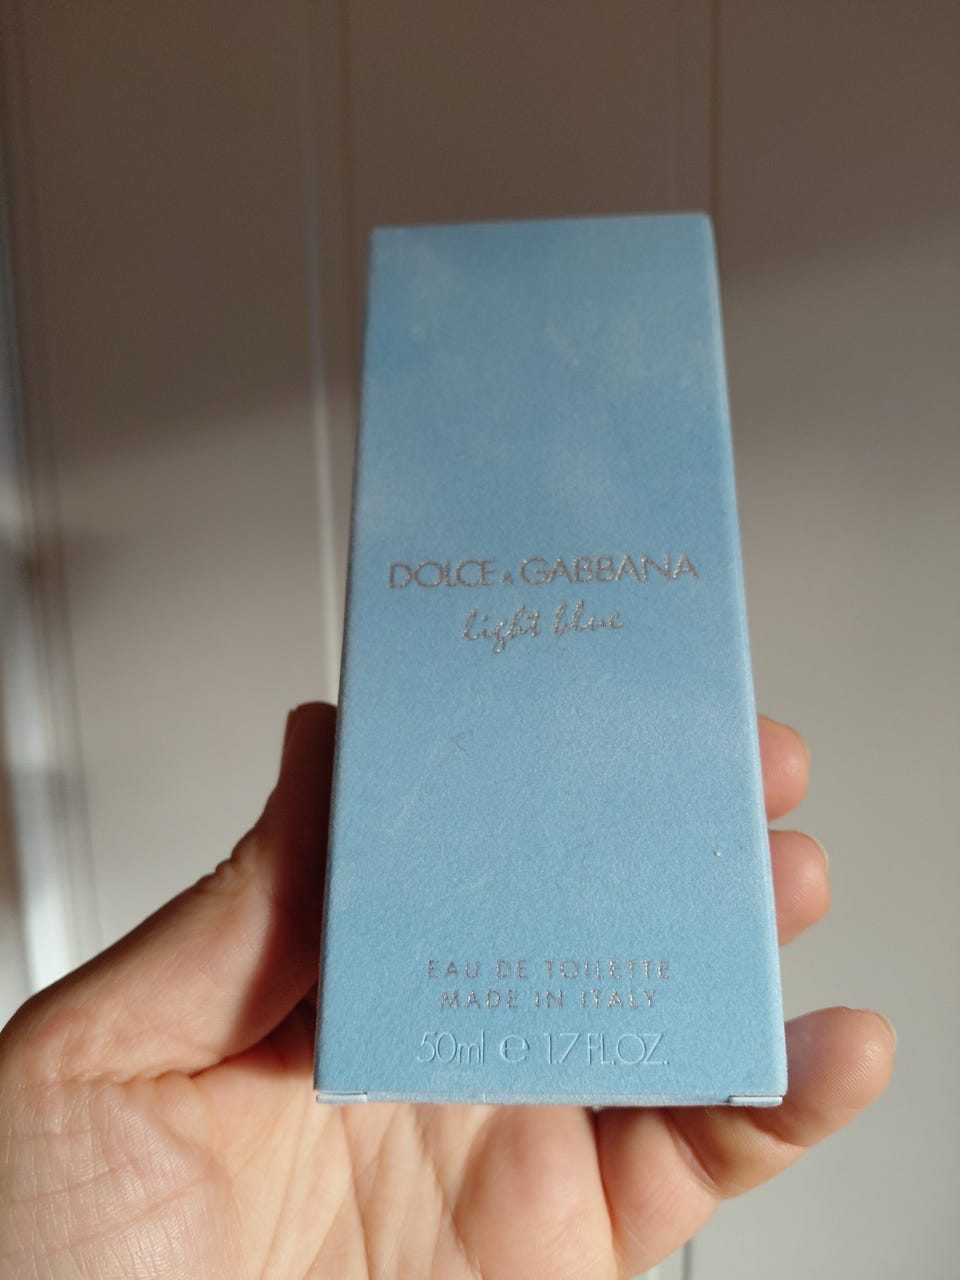 DOLCE & GABBANA
light blue
EAU DE TOILETTE
MADE IN ITALY
50ml e 1.7 FL.OZ.